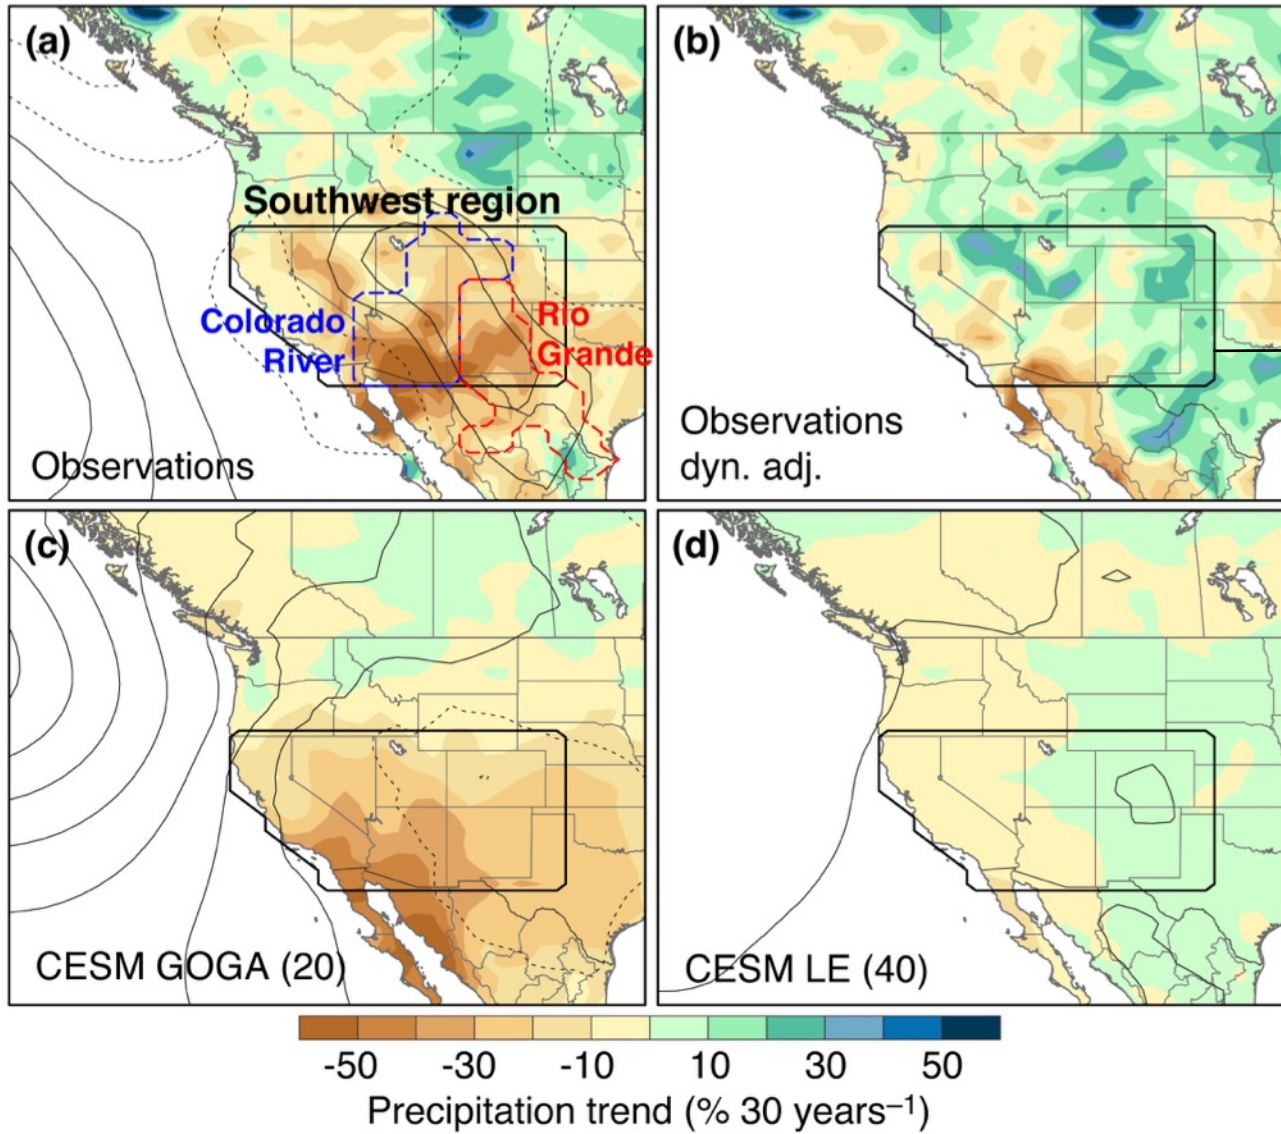 (a)
Southwest region
Colorado
River
Rio
Grande
Observations
(b)
Observations
dyn. adj.
(c)
CESM GOGA (20)
(d)
CESM LE (40)
-50 -30 -10 10 30 50
Precipitation trend (% 30 years⁻¹)